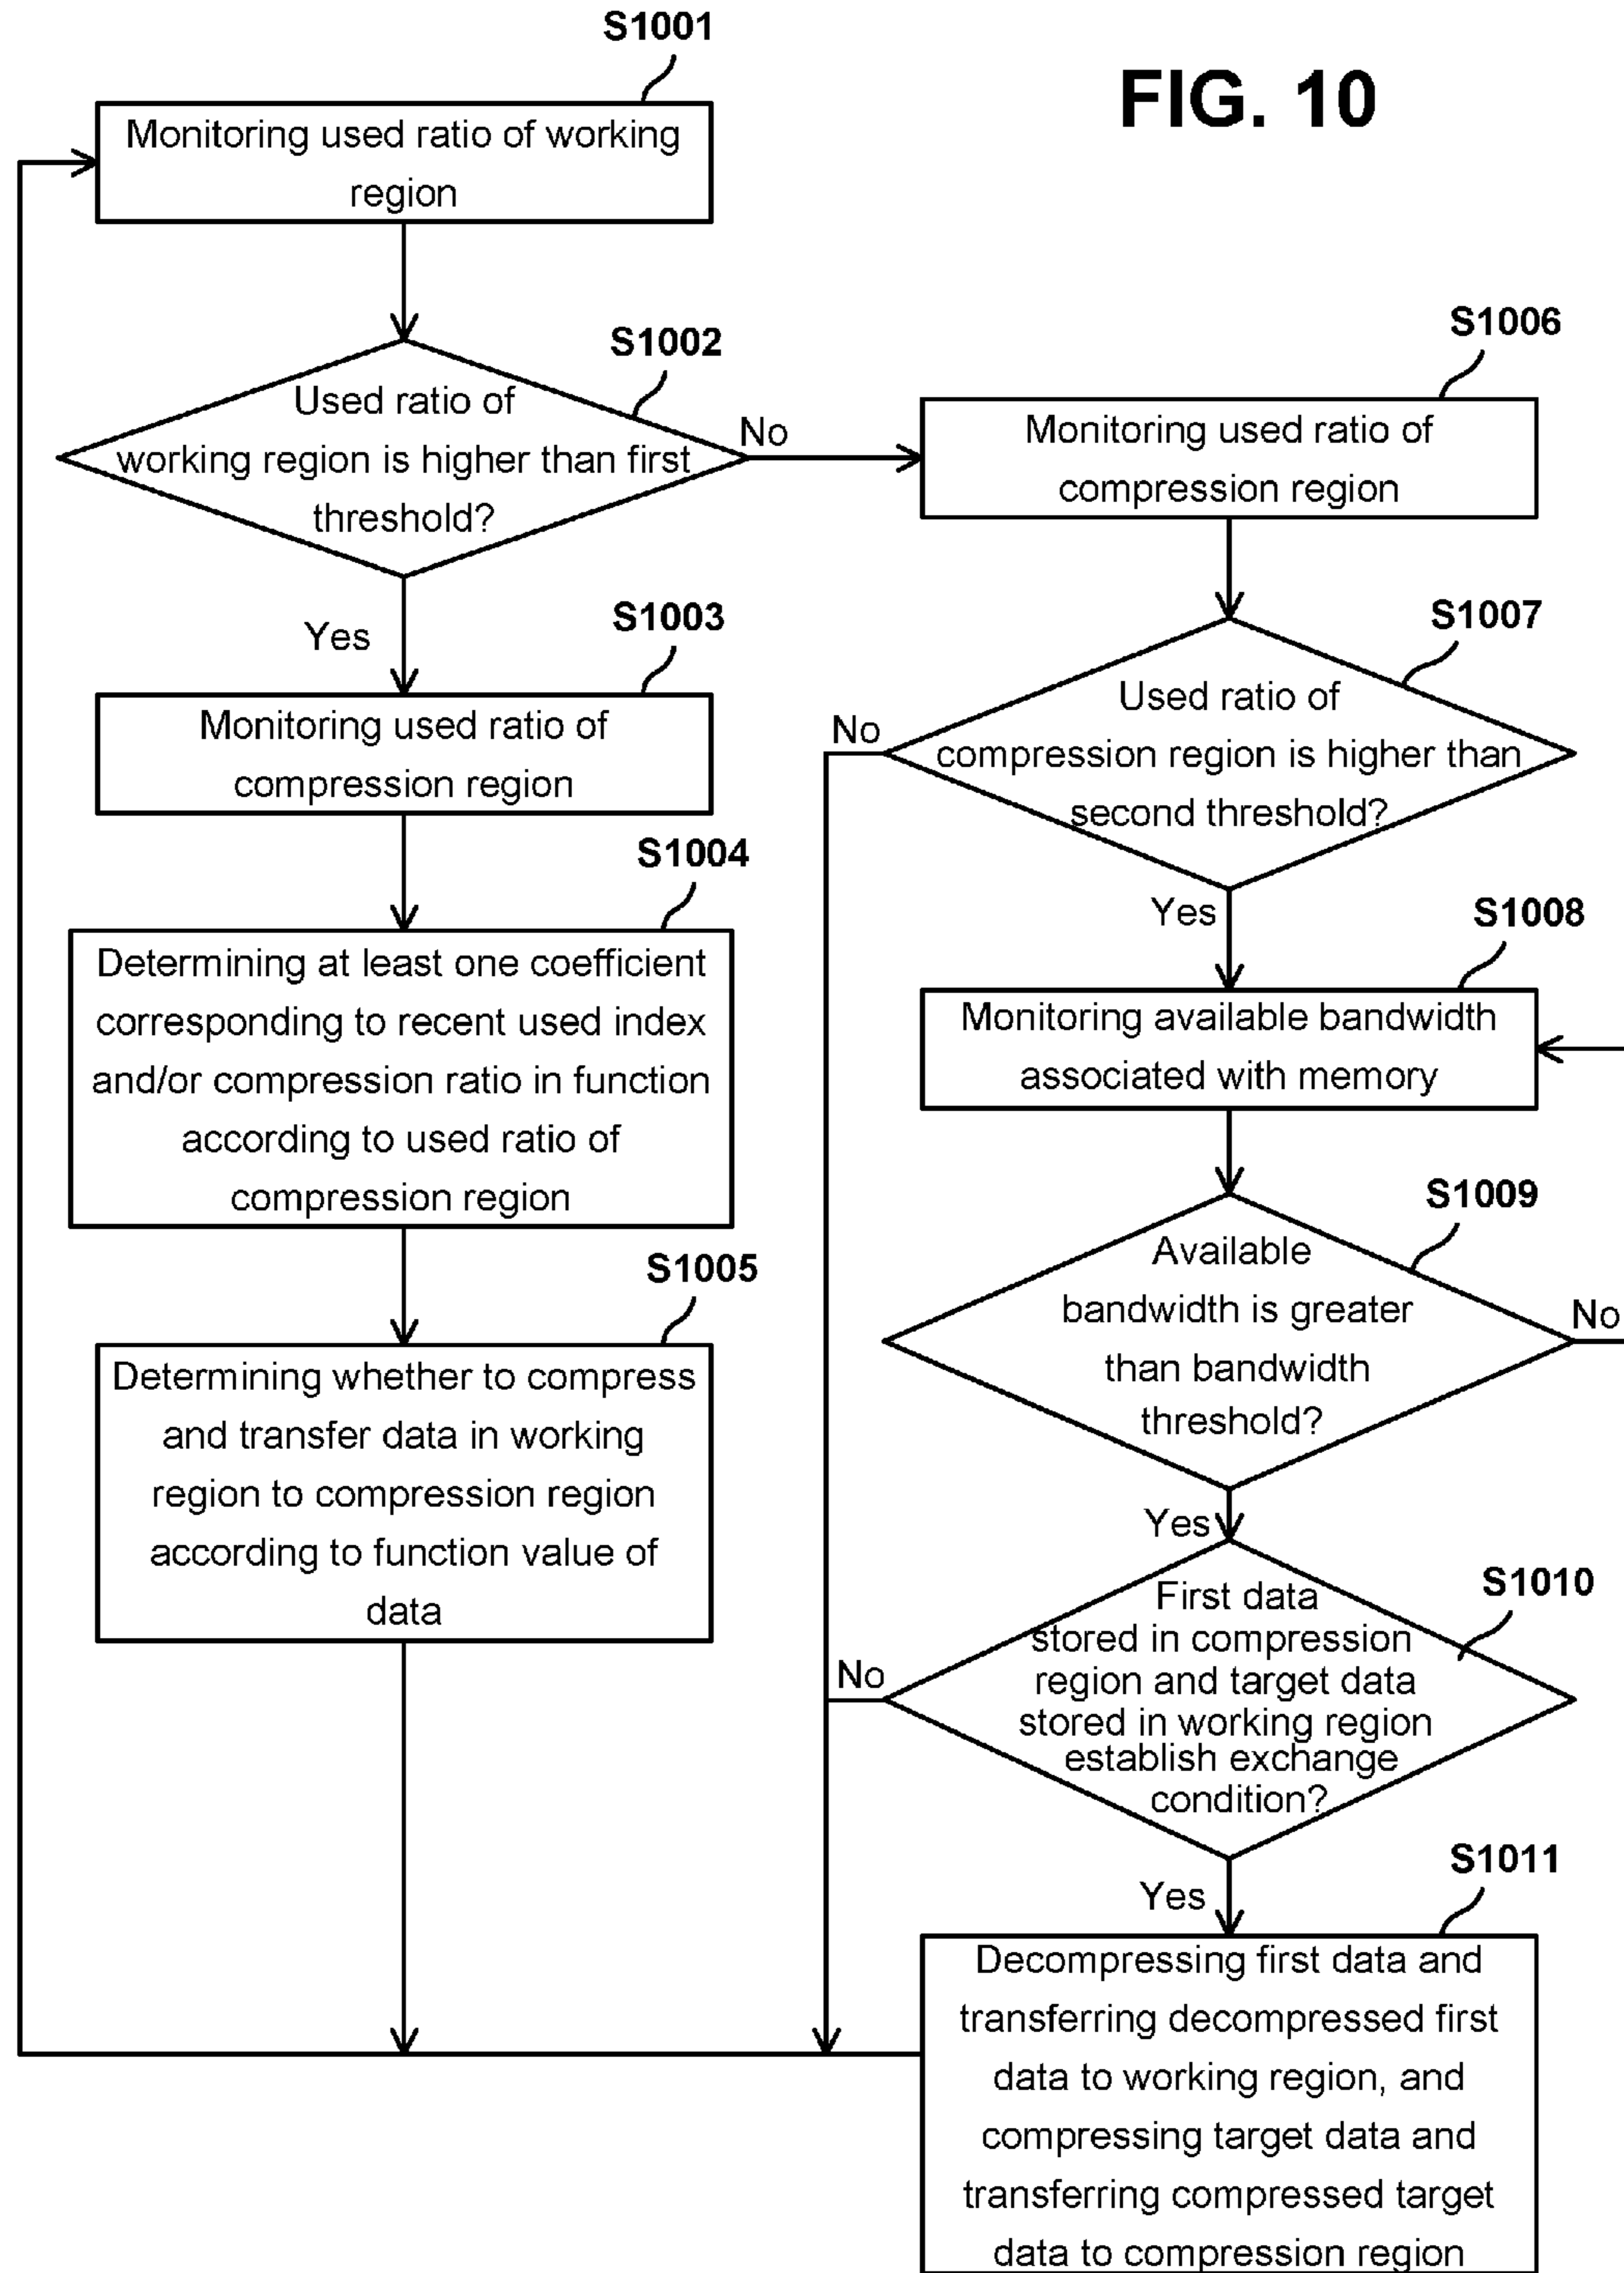 FIG. 10
S1001
Monitoring used ratio of working
region
S1002
Used ratio of
working region is higher than first
threshold?
No
Yes
S1003
Monitoring used ratio of
compression region
S1004
Determining at least one coefficient
corresponding to recent used index
and/or compression ratio in function
according to used ratio of
compression region
S1005
Determining whether to compress
and transfer data in working
region to compression region
according to function value of
data
S1006
Monitoring used ratio of
compression region
S1007
Used ratio of
compression region is higher than
second threshold?
No
Yes
S1008
Monitoring available bandwidth
associated with memory
S1009
Available
bandwidth is greater
than bandwidth
threshold?
No
Yes
S1010
First data
stored in compression
region and target data
stored in working region
establish exchange
condition?
No
Yes
S1011
Decompressing first data and
transferring decompressed first
data to working region, and
compressing target data and
transferring compressed target
data to compression region